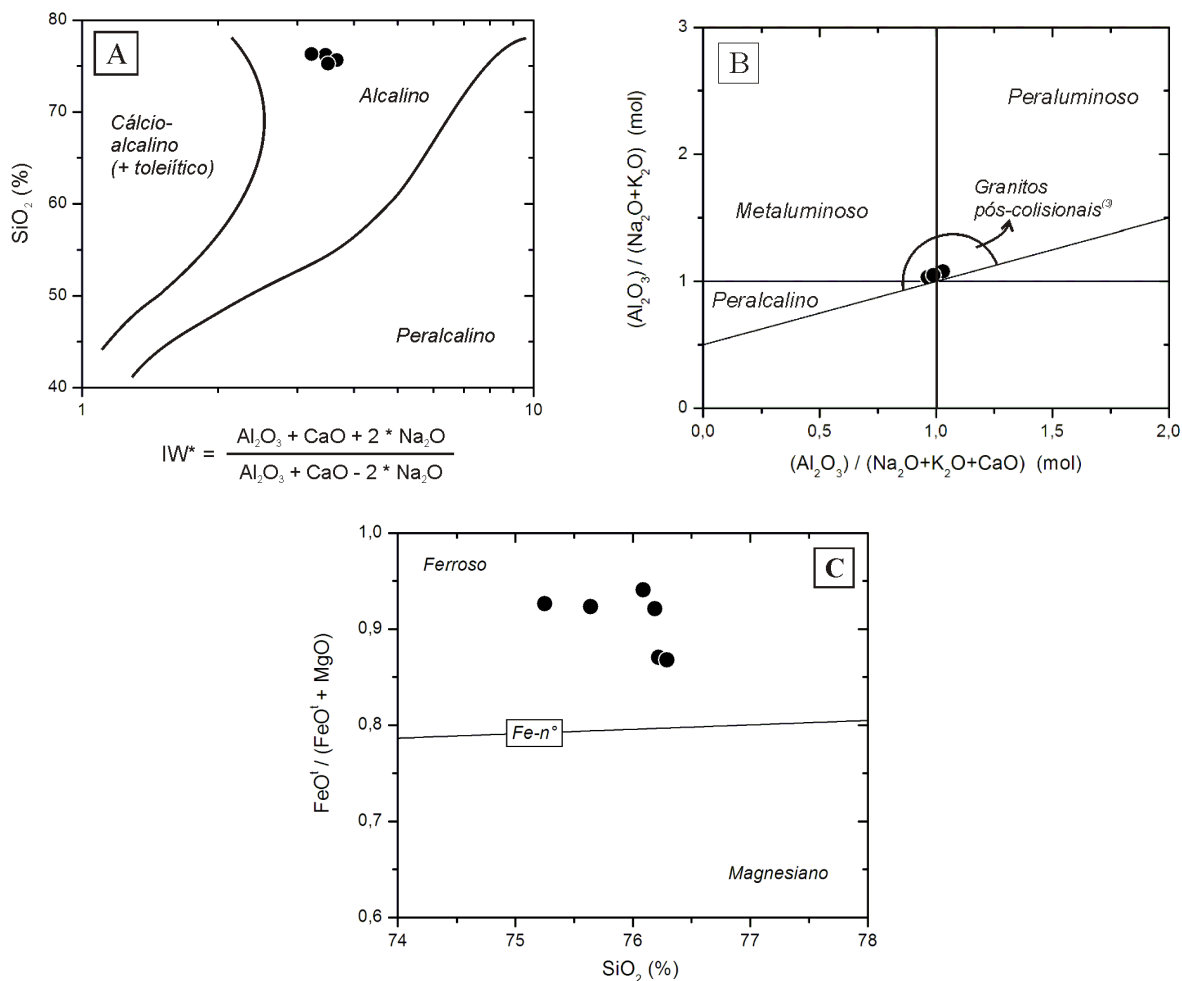 A
80
70
60
50
40
SiO₂ (%)
Alcalino
Cálcio-
alcalino
(+ toleiítico)
Peralcalino
1
10
IW* = Al₂O₃ + CaO + 2 * Na₂O
Al₂O₃ + CaO - 2 * Na₂O
B
3
2
1
0
(Al₂O₃) / (Na₂O+K₂O) (mol)
Peraluminoso
Granitos
pós-colisionais⁽³⁾
Metaluminoso
Peralcalino
0,0
0,5
1,0
1,5
2,0
(Al₂O₃) / (Na₂O+K₂O+CaO) (mol)
C
1,0
0,9
0,8
0,7
0,6
FeOᵗ / (FeOᵗ + MgO)
Ferroso
Fe-n°
Magnesiano
74
75
76
77
78
SiO₂ (%)